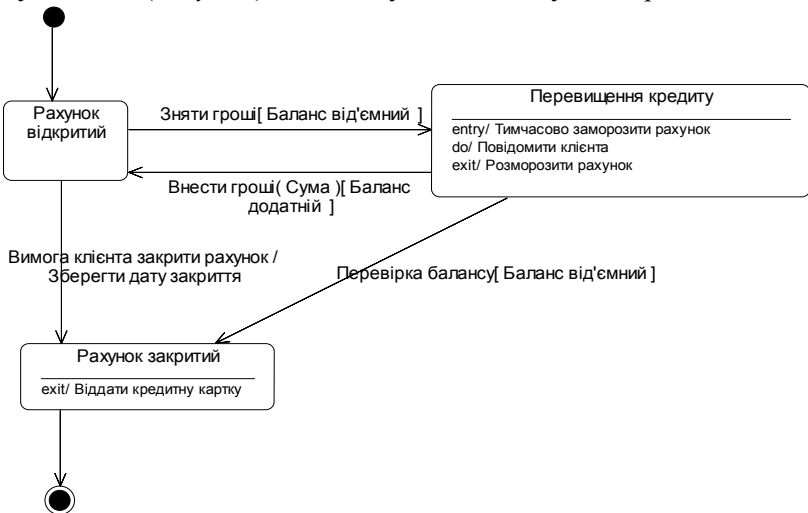 Рахунок
відкритий
Зняти гроші[ Баланс від'ємний ]
Перевищення кредиту
entry/ Тимчасово заморозити рахунок
do/ Повідомити клієнта
exit/ Розморозити рахунок
Внести гроші( Сума )[ Баланс
додатній ]
Вимога клієнта закрити рахунок /
Зберегти дату закриття
Перевірка балансу[ Баланс від'ємний ]
Рахунок закритий
exit/ Віддати кредитну картку